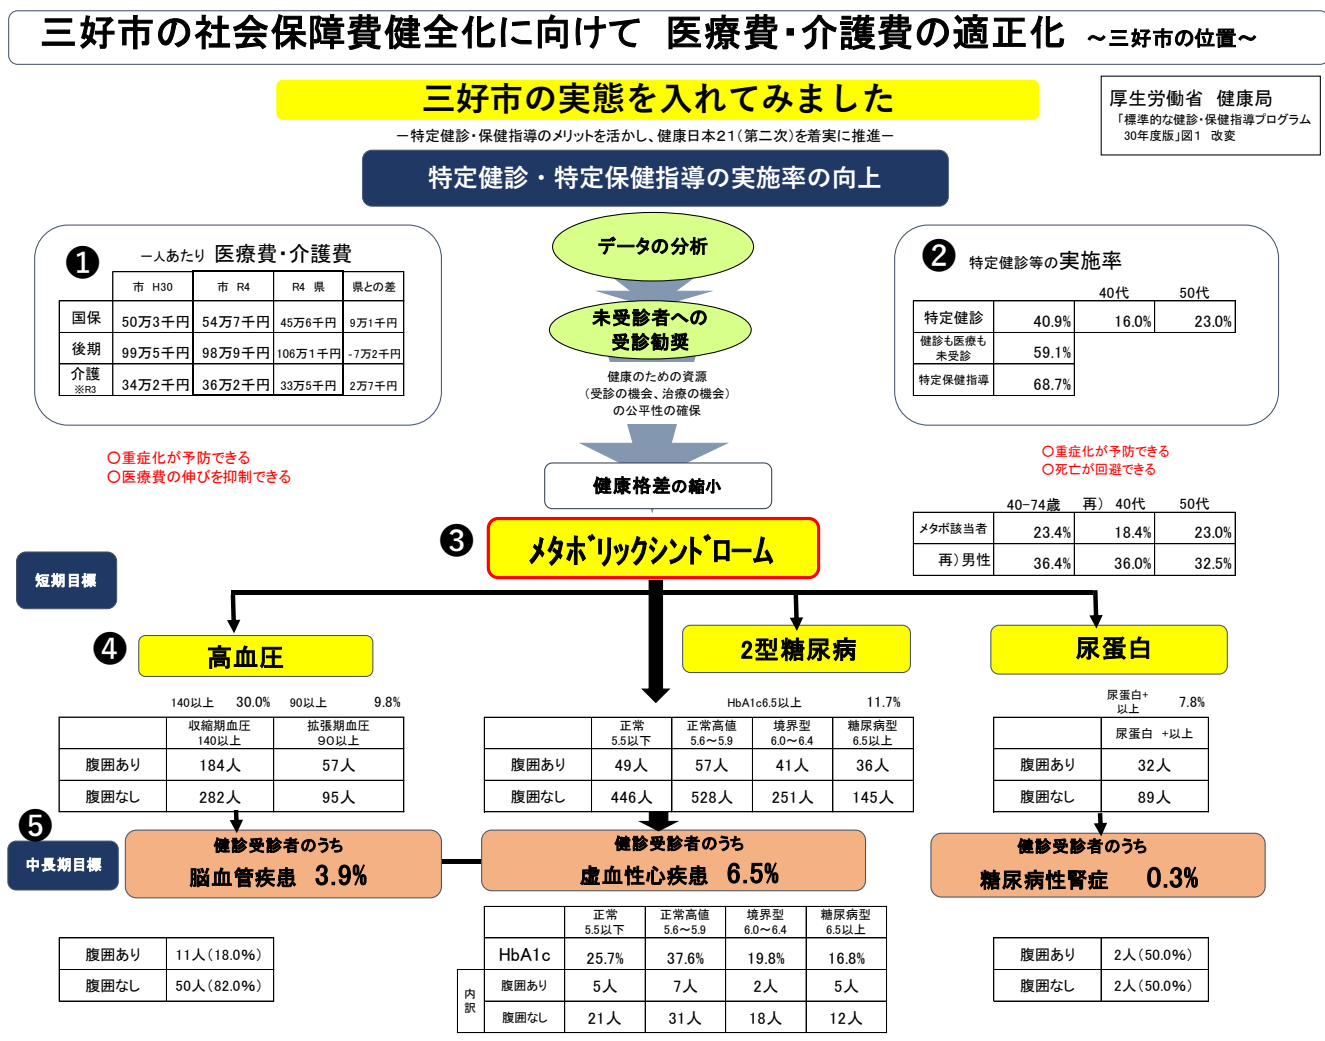 三好市の社会保障費健全化に向けて 医療費・介護費の適正化 ～三好市の位置～
三好市の実態を入れてみました
厚生労働省 健康局
「標準的な健診・保健指導プログラム
30年度版」図1 改変
－特定健診・保健指導のメリットを活かし、健康日本21(第二次)を着実に推進－
特定健診・特定保健指導の実施率の向上
❶ 一人あたり 医療費・介護費
市 H30 市 R4 R4 県 県との差
国保 50万3千円 54万7千円 45万6千円 9万1千円
後期 99万5千円 98万9千円 106万1千円 -7万2千円
介護 ※R3 34万2千円 36万2千円 33万5千円 2万7千円
○重症化が予防できる
○医療費の伸びを抑制できる
データの分析
未受診者への
受診勧奨
健康のための資源
(受診の機会、治療の機会)
の公平性の確保
健康格差の縮小
❷ 特定健診等の実施率
40代 50代
特定健診 40.9% 16.0% 23.0%
健診も医療も
未受診 59.1%
特定保健指導 68.7%
○重症化が予防できる
○死亡が回避できる
40-74歳 再) 40代 50代
メタボ該当者 23.4% 18.4% 23.0%
再)男性 36.4% 36.0% 32.5%
❸ メタボリックシンドローム
短期目標
❹ 高血圧
2型糖尿病
尿蛋白
140以上 30.0% 90以上 9.8%
収縮期血圧 拡張期血圧
140以上 90以上
腹囲あり 184人 57人
腹囲なし 282人 95人
HbA1c6.5以上 11.7%
正常 正常高値 境界型 糖尿病型
5.5以下 5.6～5.9 6.0～6.4 6.5以上
腹囲あり 49人 57人 41人 36人
腹囲なし 446人 528人 251人 145人
尿蛋白+
以上 7.8%
尿蛋白 +以上
腹囲あり 32人
腹囲なし 89人
❺
中長期目標
健診受診者のうち
脳血管疾患 3.9%
健診受診者のうち
虚血性心疾患 6.5%
健診受診者のうち
糖尿病性腎症 0.3%
腹囲あり 11人(18.0%)
腹囲なし 50人(82.0%)
正常 正常高値 境界型 糖尿病型
5.5以下 5.6～5.9 6.0～6.4 6.5以上
HbA1c 25.7% 37.6% 19.8% 16.8%
内訳
腹囲あり 5人 7人 2人 5人
腹囲なし 21人 31人 18人 12人
腹囲あり 2人(50.0%)
腹囲なし 2人(50.0%)